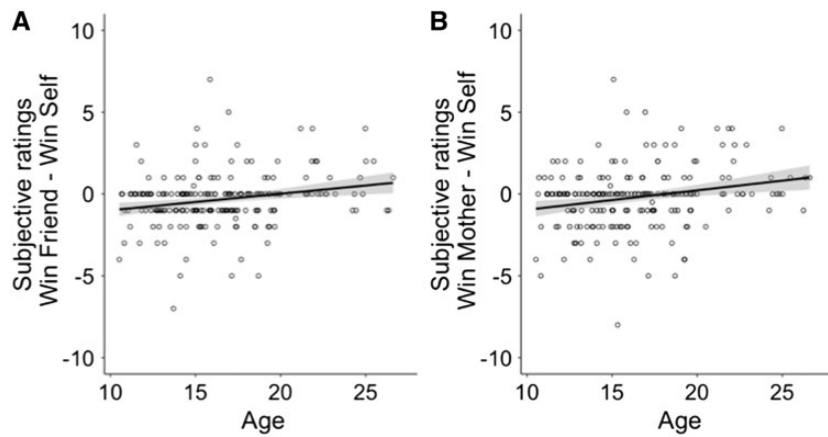 A
Subjective ratings
Win Friend - Win Self
10
5
0
-5
-10
10 15 20 25
Age
B
Subjective ratings
Win Mother - Win Self
10
5
0
-5
-10
10 15 20 25
Age